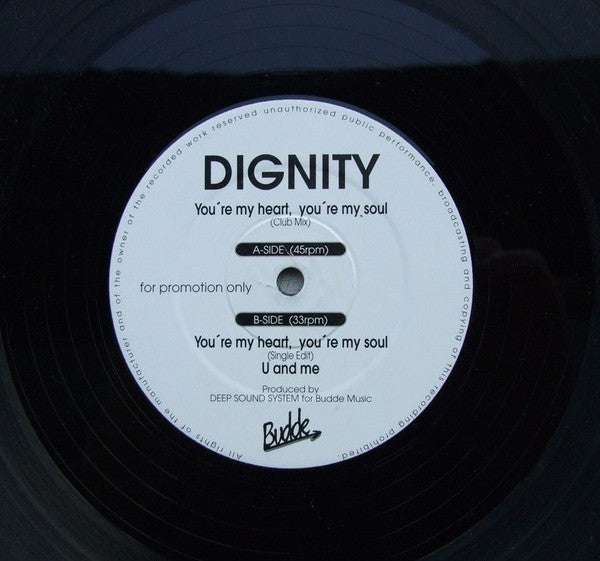 All rights of the manufacturer and of the owner of the recorded work reserved unauthorized public performance, broadcasting and copying of this recording prohibited.
DIGNITY
You´re my heart, you´re my soul
(Club Mix)
A-SIDE (45rpm)
for promotion only
B-SIDE (33rpm)
You´re my heart, you´re my soul
(Single Edit)
U and me
Produced by
DEEP SOUND SYSTEM for Budde Music
Budde